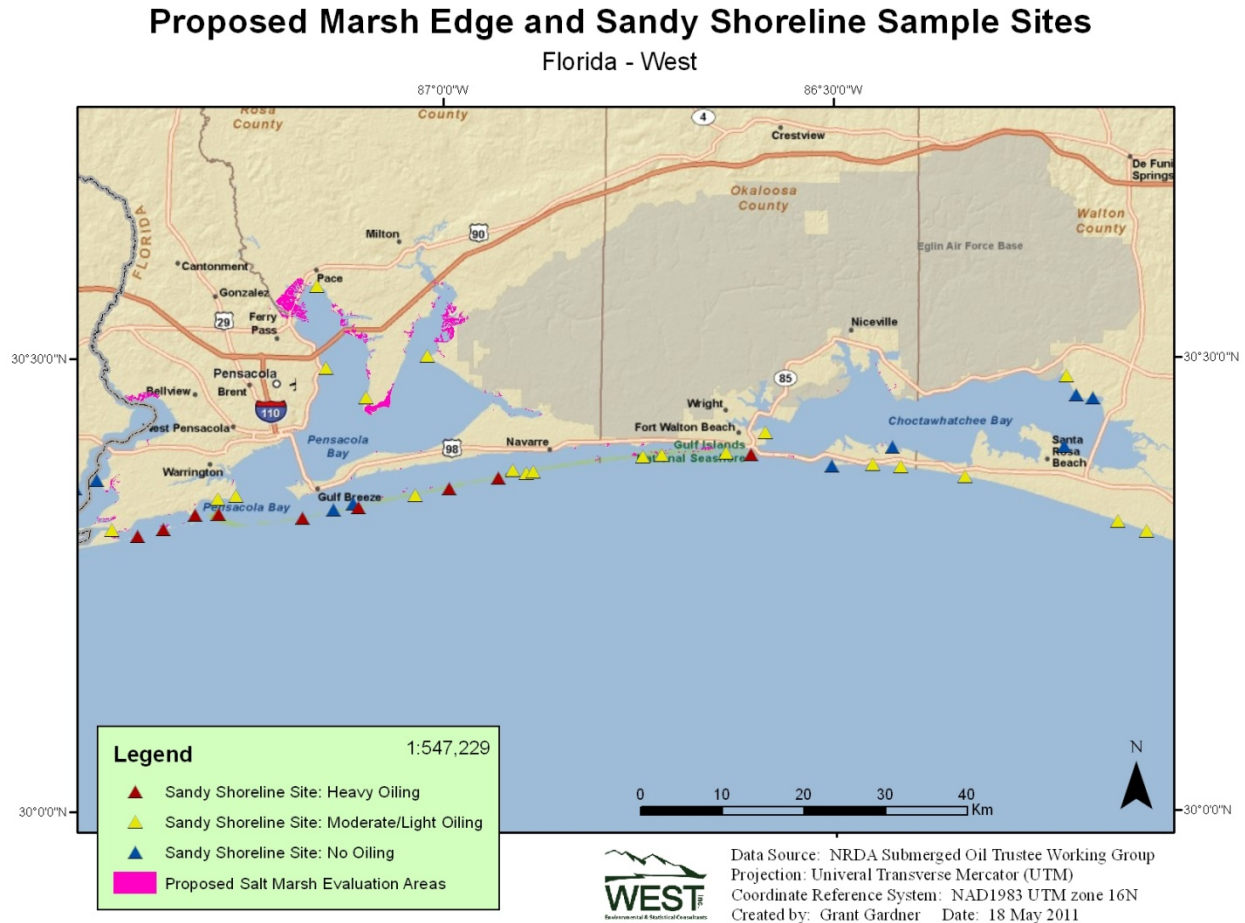 Proposed Marsh Edge and Sandy Shoreline Sample Sites
Florida - West
87°0'0"W
86°30'0"W
Rosa
County
County
4
Crestview
De Funi
Springs
Okaloosa
County
Walton
County
FLORIDA
Milton
90
Eglin Air Force Base
Cantonment
Pace
Gonzalez
Ferry
Pass
29
Niceville
30°30'0"N
30°30'0"N
Pensacola
Brent
Bellview
110
85
Wright
Fort Walton Beach
Choctawhatchee Bay
West Pensacola
Pensacola
Bay
98
Navarre
Gulf Islands
National Seashore
Santa
Rosa
Beach
Warrington
Gulf Breeze
Pensacola Bay
Legend
1:547,229
Sandy Shoreline Site: Heavy Oiling
Sandy Shoreline Site: Moderate/Light Oiling
Sandy Shoreline Site: No Oiling
Proposed Salt Marsh Evaluation Areas
N
0 10 20 30 40
Km
30°0'0"N
30°0'0"N
WEST Inc.
Environmental & Statistical Consultants
Data Source: NRDA Submerged Oil Trustee Working Group
Projection: Univeral Transverse Mercator (UTM)
Coordinate Reference System: NAD1983 UTM zone 16N
Created by: Grant Gardner Date: 18 May 2011